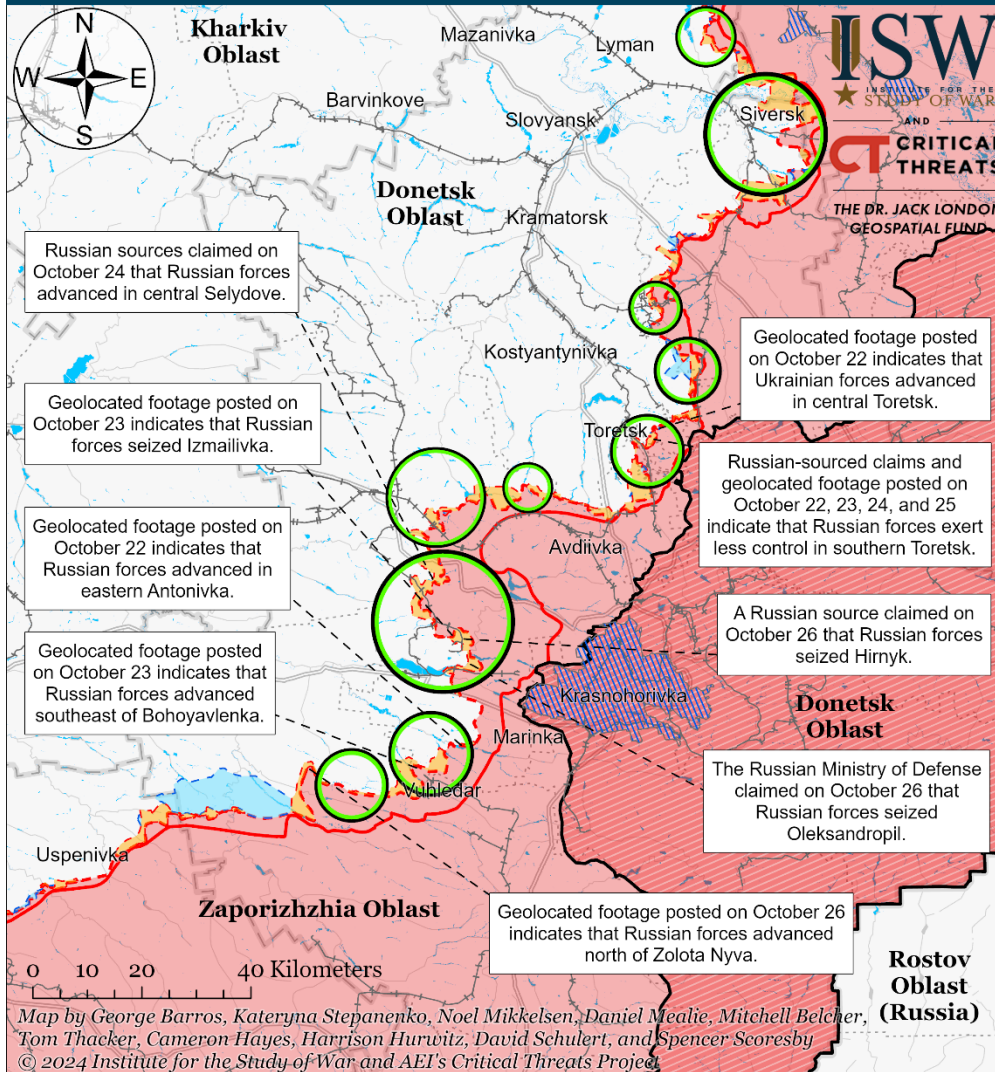 N
W
E
S
Kharkiv
Oblast
Mazanivka
Lyman
ISW
INSTITUTE FOR THE
STUDY OF WAR
AND
CT CRITICAL
THREATS
THE DR. JACK LONDON
GEOSPATIAL FUND
Barvinkove
Slovyansk
Siversk
Donetsk
Oblast
Kramatorsk
Russian sources claimed on
October 24 that Russian forces
advanced in central Selydove.
Kostyantynivka
Geolocated footage posted
on October 22 indicates that
Ukrainian forces advanced
in central Toretsk.
Geolocated footage posted on
October 23 indicates that Russian
forces seized Izmailivka.
Toretsk
Russian-sourced claims and
geolocated footage posted on
October 22, 23, 24, and 25
indicate that Russian forces exert
less control in southern Toretsk.
Geolocated footage posted on
October 22 indicates that
Russian forces advanced in
eastern Antonivka.
Avdiivka
A Russian source claimed on
October 26 that Russian forces
seized Hirnyk.
Geolocated footage posted
on October 23 indicates that
Russian forces advanced
southeast of Bohoyavlenka.
Krasnohorivka
Donetsk
Oblast
Marinka
The Russian Ministry of Defense
claimed on October 26 that
Russian forces seized
Oleksandropil.
Vuhledar
Uspenivka
Zaporizhzhia Oblast
Geolocated footage posted on October 26
indicates that Russian forces advanced
north of Zolota Nyva.
Rostov
Oblast
(Russia)
0 10 20 40 Kilometers
Map by George Barros, Kateryna Stepanenko, Noel Mikkelsen, Daniel Mealie, Mitchell Belcher,
Tom Thacker, Cameron Hayes, Harrison Hurwitz, David Schulert, and Spencer Scoresby
© 2024 Institute for the Study of War and AEI's Critical Threats Project